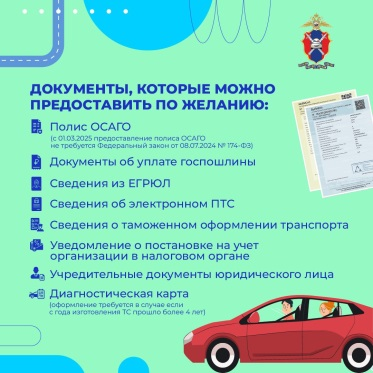 ДОКУМЕНТЫ, КОТОРЫЕ МОЖНО
ПРЕДОСТАВИТЬ ПО ЖЕЛАНИЮ:
Полис ОСАГО
(с 01.03.2025 предоставление полиса ОСАГО
не требуется Федеральный закон от 08.07.2024 № 174-ФЗ)
Документы об уплате госпошлины
Сведения из ЕГРЮЛ
Сведения об электронном ПТС
Сведения о таможенном оформлении транспорта
Уведомление о постановке на учет
организации в налоговом органе
Учредительные документы юридического лица
Диагностическая карта
(оформление требуется в случае если
с года изготовления ТС прошло более 4 лет)